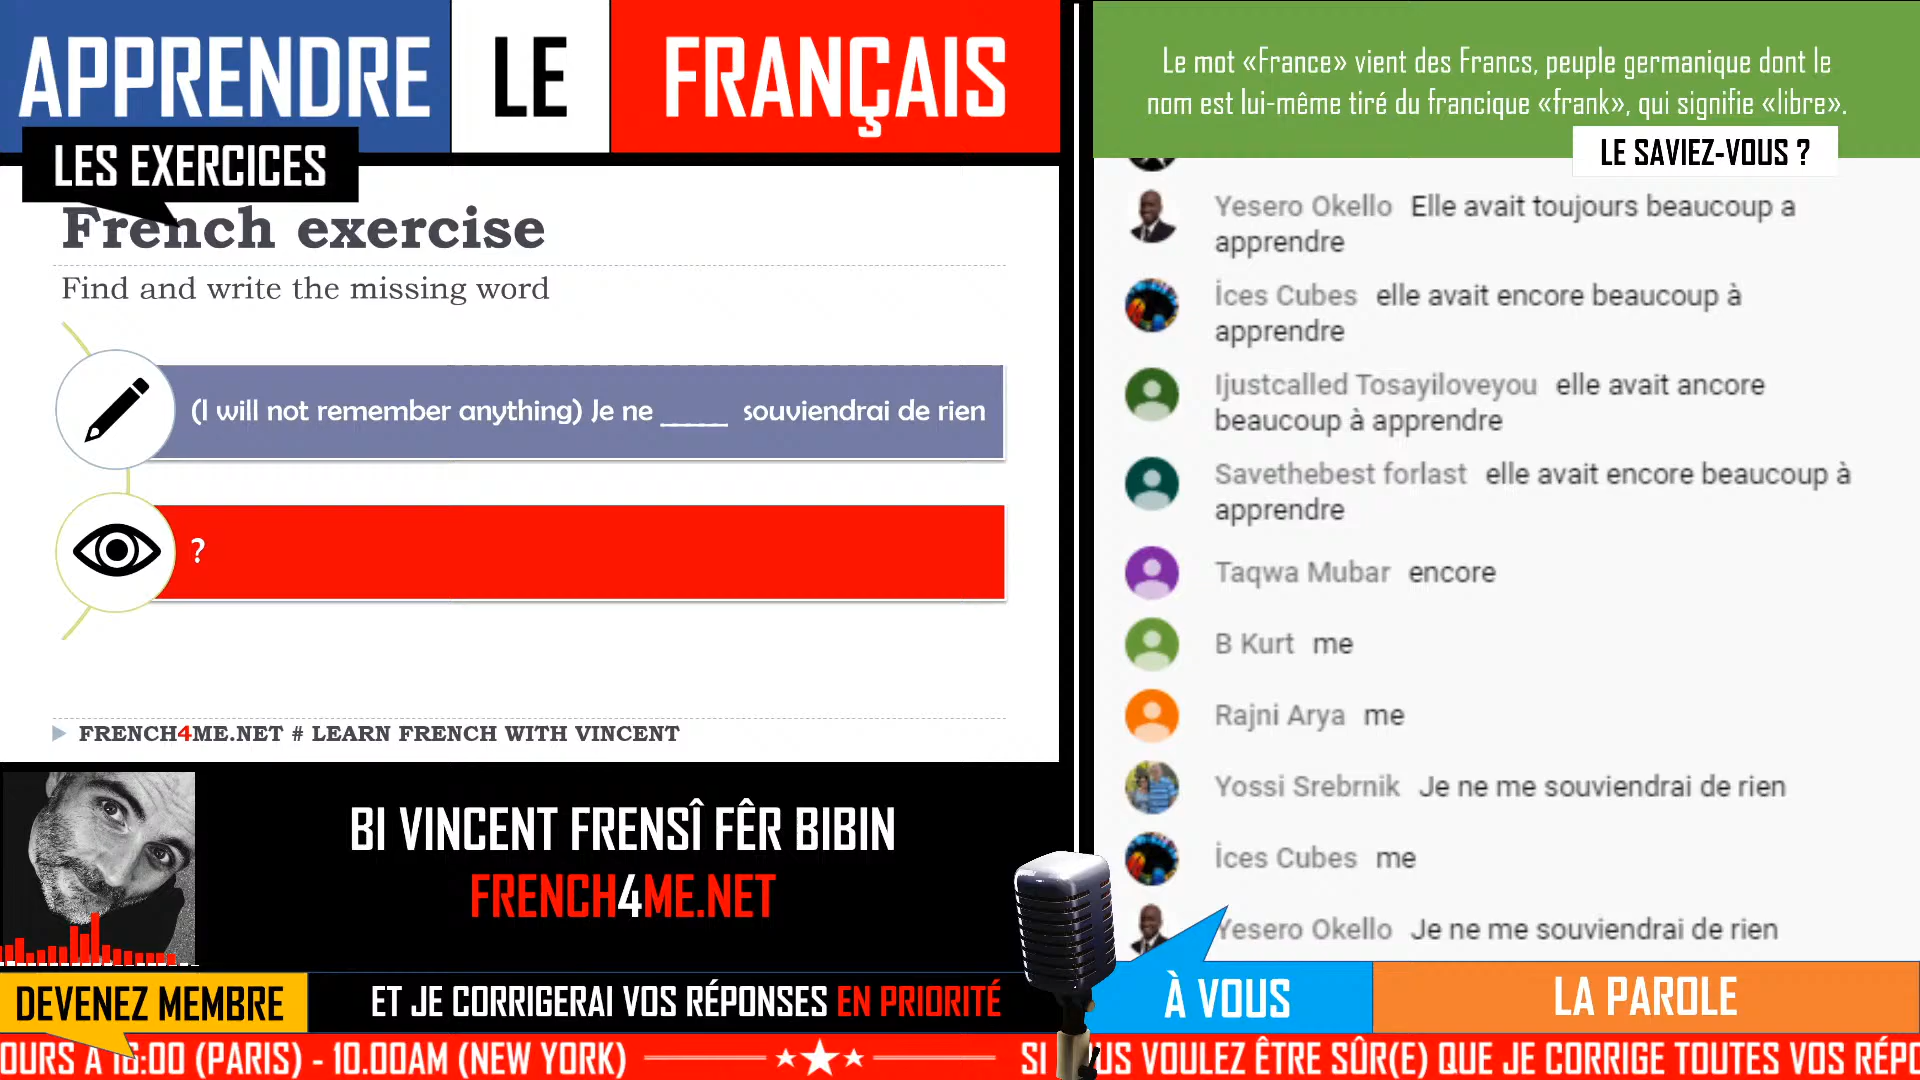 APPRENDRE LE FRANÇAIS
LES EXERCICES
French exercise
Find and write the missing word
(I will not remember anything) Je ne _____ souviendrai de rien
?
FRENCH4ME.NET # LEARN FRENCH WITH VINCENT
BI VINCENT FRENSÎ FÊR BIBIN
FRENCH4ME.NET
DEVENEZ MEMBRE
ET JE CORRIGERAI VOS RÉPONSES EN PRIORITÉ
Le mot «France» vient des Francs, peuple germanique dont le
nom est lui-même tiré du francique «frank», qui signifie «libre».
LE SAVIEZ-VOUS ?
Yesero Okello Elle avait toujours beaucoup a
apprendre
İces Cubes elle avait encore beaucoup à
apprendre
Ijustcalled Tosayiloveyou elle avait ancore
beaucoup à apprendre
Savethebest forlast elle avait encore beaucoup à
apprendre
Taqwa Mubar encore
B Kurt me
Rajni Arya me
Yossi Srebrnik Je ne me souviendrai de rien
İces Cubes me
Yesero Okello Je ne me souviendrai de rien
À VOUS LA PAROLE
16:00 (PARIS) - 10.00AM (NEW YORK) SI VOULEZ ÊTRE SÛR(E) QUE JE CORRIGE TOUTES VOS